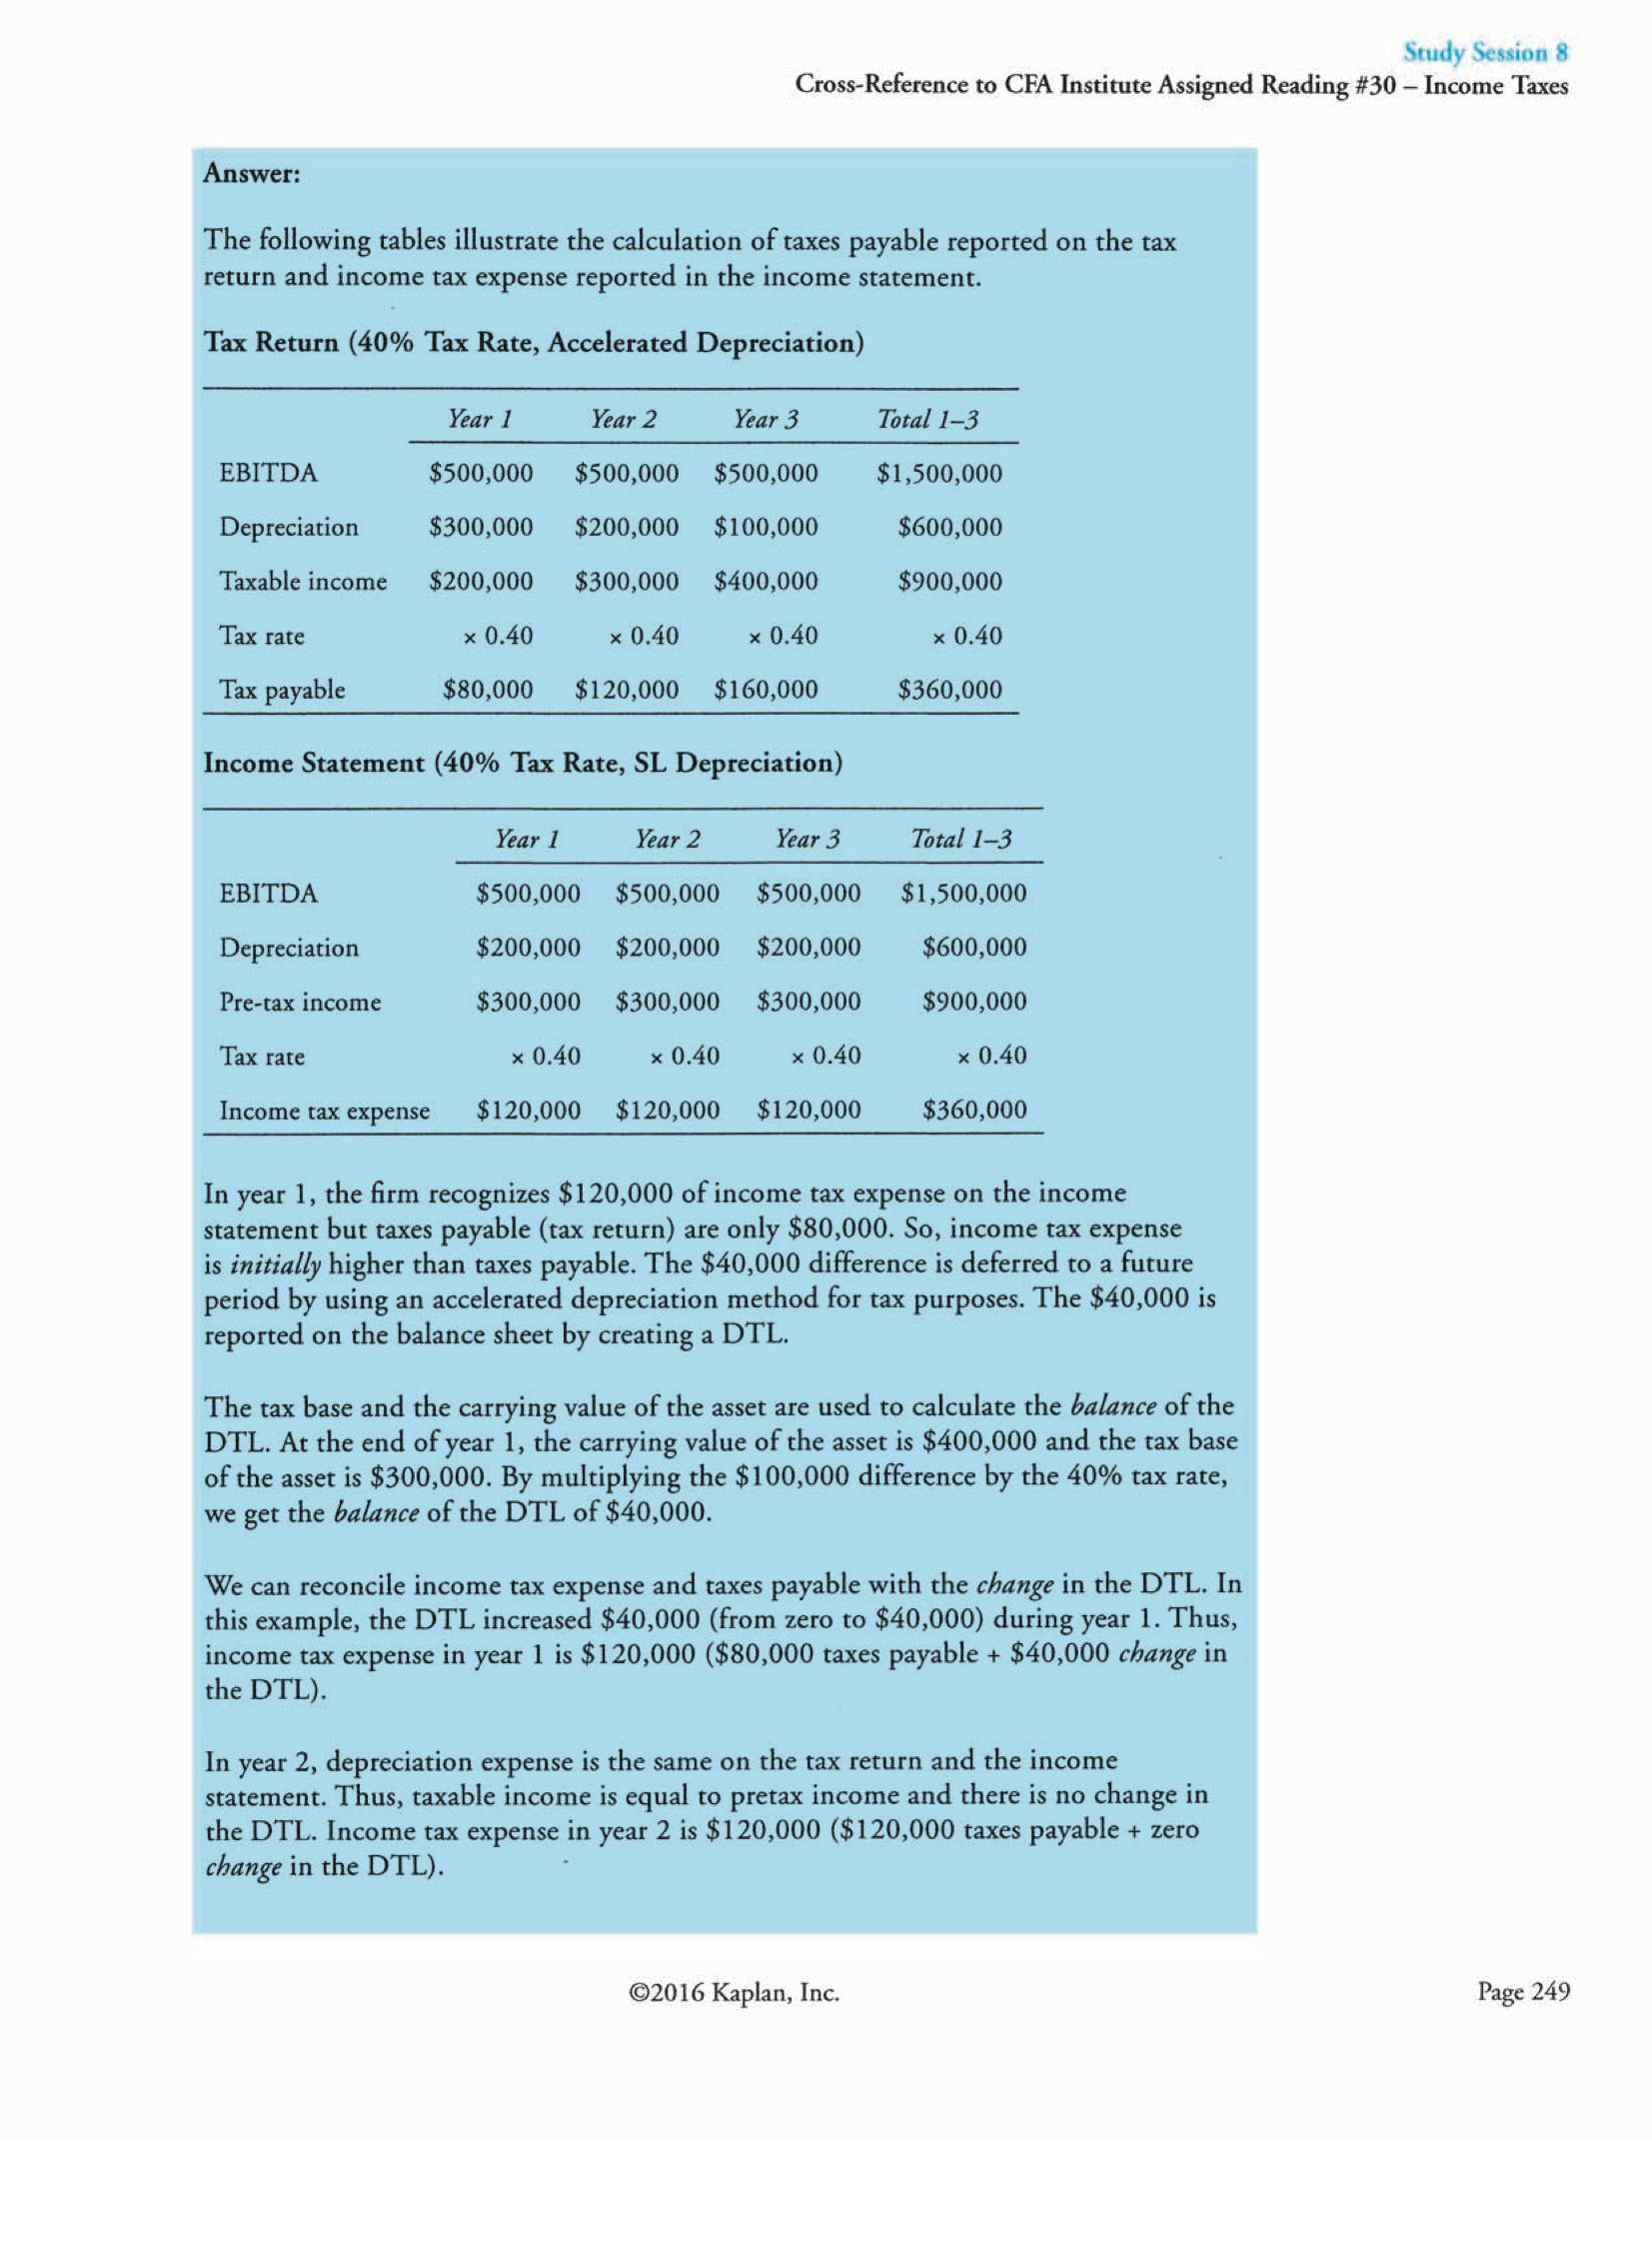 Study Session 8
Cross-Reference to CFA Institute Assigned Reading #30 – Income Taxes
Answer:
The following tables illustrate the calculation of taxes payable reported on the tax
return and income tax expense reported in the income statement.
Tax Return (40% Tax Rate, Accelerated Depreciation)
Year 1 Year 2 Year 3 Total 1–3
EBITDA $500,000 $500,000 $500,000 $1,500,000
Depreciation $300,000 $200,000 $100,000 $600,000
Taxable income $200,000 $300,000 $400,000 $900,000
Tax rate × 0.40 × 0.40 × 0.40 × 0.40
Tax payable $80,000 $120,000 $160,000 $360,000
Income Statement (40% Tax Rate, SL Depreciation)
Year 1 Year 2 Year 3 Total 1–3
EBITDA $500,000 $500,000 $500,000 $1,500,000
Depreciation $200,000 $200,000 $200,000 $600,000
Pre-tax income $300,000 $300,000 $300,000 $900,000
Tax rate × 0.40 × 0.40 × 0.40 × 0.40
Income tax expense $120,000 $120,000 $120,000 $360,000
In year 1, the firm recognizes $120,000 of income tax expense on the income
statement but taxes payable (tax return) are only $80,000. So, income tax expense
is initially higher than taxes payable. The $40,000 difference is deferred to a future
period by using an accelerated depreciation method for tax purposes. The $40,000 is
reported on the balance sheet by creating a DTL.
The tax base and the carrying value of the asset are used to calculate the balance of the
DTL. At the end of year 1, the carrying value of the asset is $400,000 and the tax base
of the asset is $300,000. By multiplying the $100,000 difference by the 40% tax rate,
we get the balance of the DTL of $40,000.
We can reconcile income tax expense and taxes payable with the change in the DTL. In
this example, the DTL increased $40,000 (from zero to $40,000) during year 1. Thus,
income tax expense in year 1 is $120,000 ($80,000 taxes payable + $40,000 change in
the DTL).
In year 2, depreciation expense is the same on the tax return and the income
statement. Thus, taxable income is equal to pretax income and there is no change in
the DTL. Income tax expense in year 2 is $120,000 ($120,000 taxes payable + zero
change in the DTL).
©2016 Kaplan, Inc.
Page 249